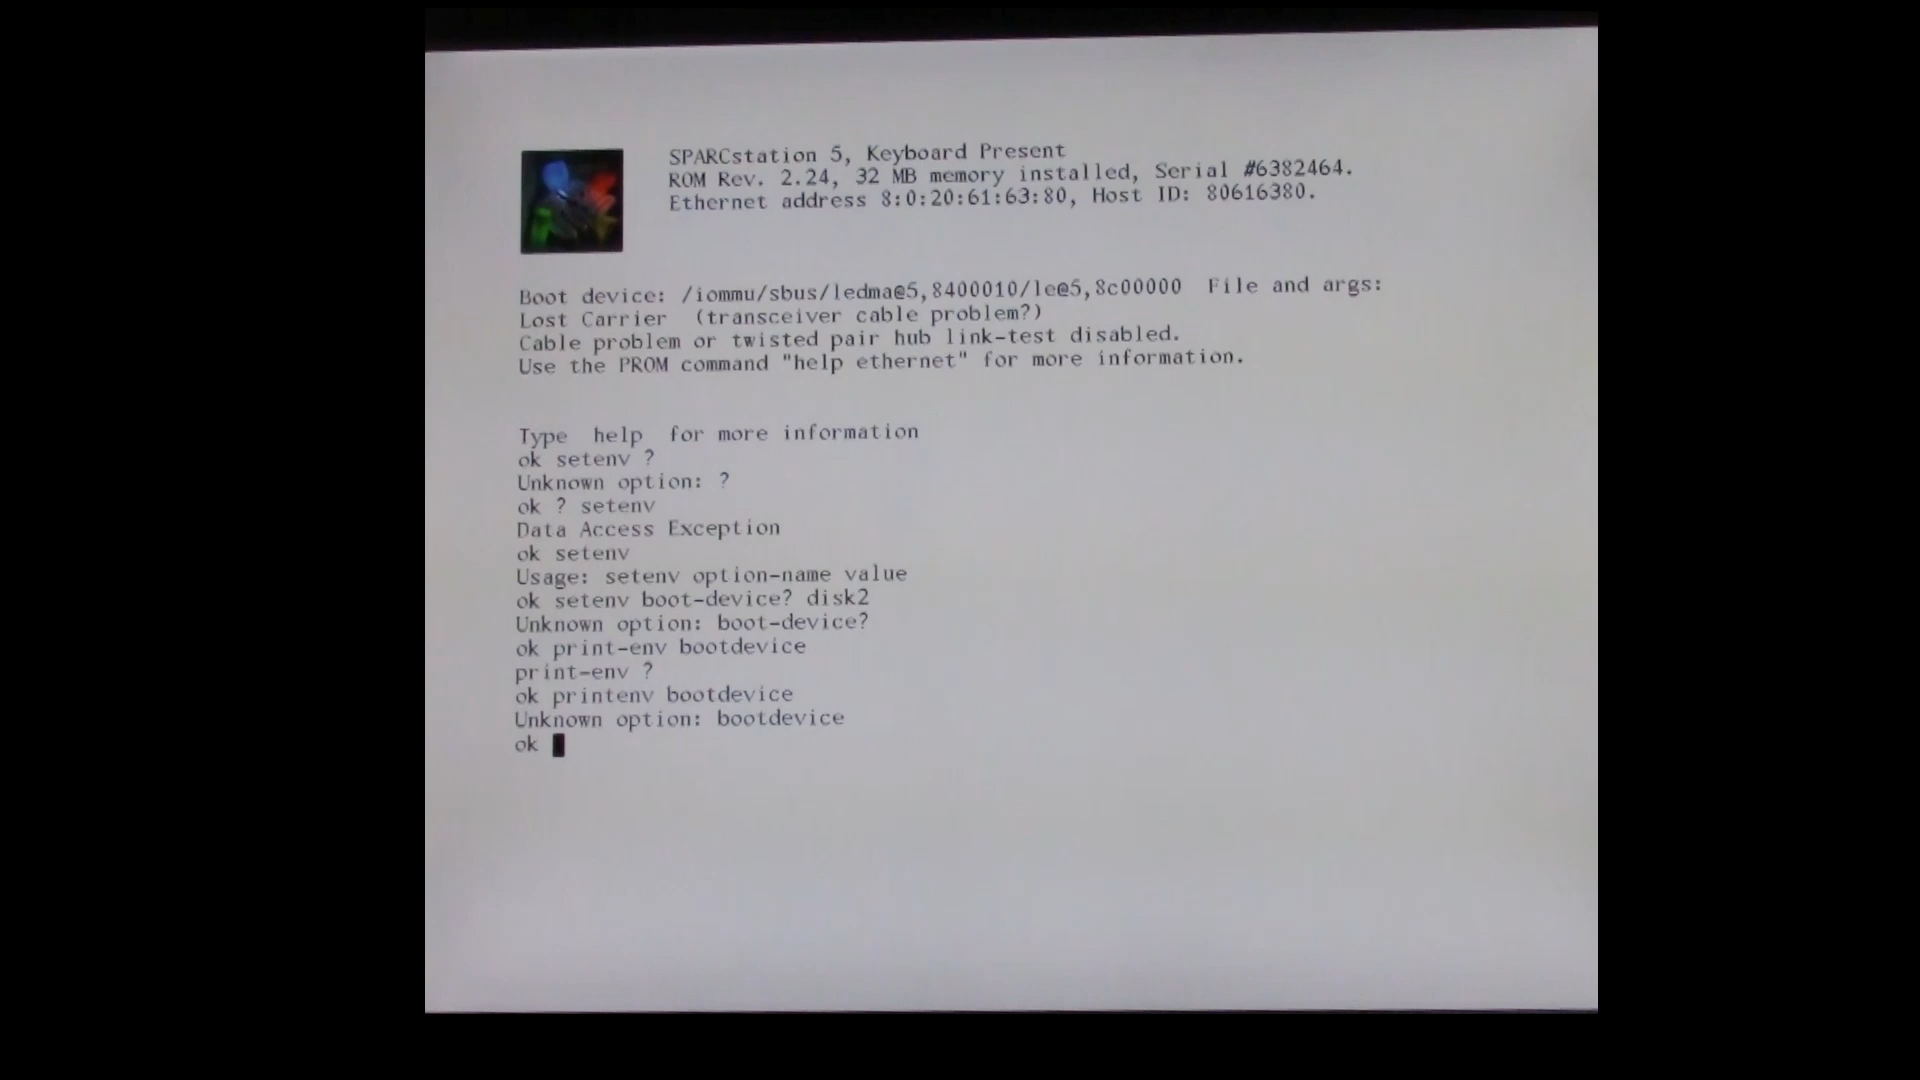 SPARCstation 5, Keyboard Present
ROM Rev. 2.24, 32 MB memory installed, Serial #6382464.
Ethernet address 8:0:20:61:63:80, Host ID: 80616380.
Boot device: /iommu/sbus/ledma@5,8400010/le@5,8c00000  File and args:
Lost Carrier  (transceiver cable problem?)
Cable problem or twisted pair hub link-test disabled.
Use the PROM command "help ethernet" for more information.
Type  help  for more information
ok setenv ?
Unknown option: ?
ok ? setenv
Data Access Exception
ok setenv
Usage: setenv option-name value
ok setenv boot-device? disk2
Unknown option: boot-device?
ok print-env bootdevice
print-env ?
ok printenv bootdevice
Unknown option: bootdevice
ok